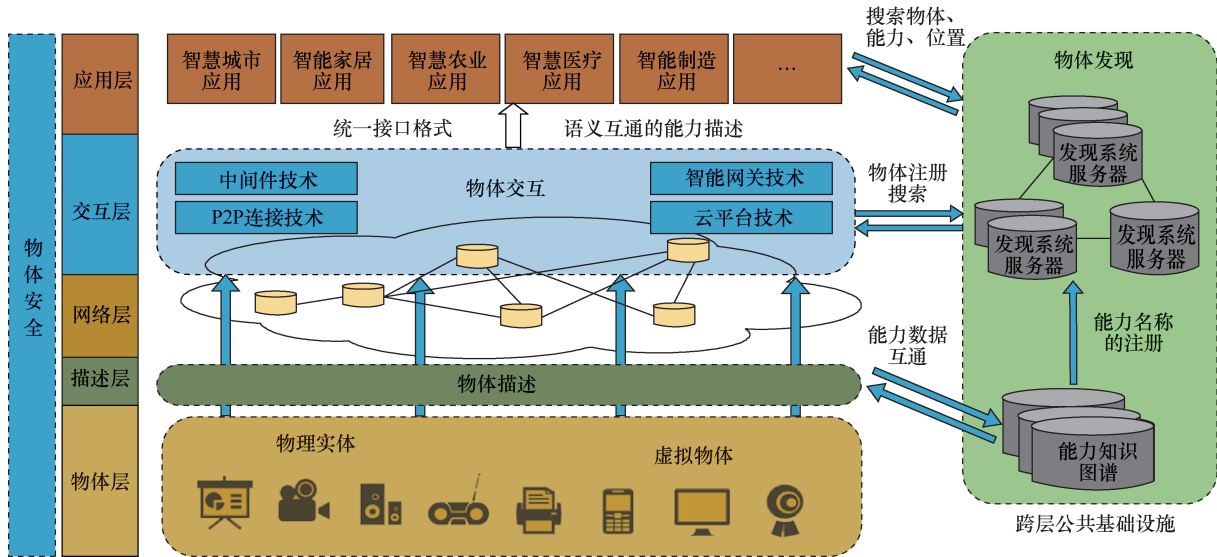 物
体
安
全
应用层
交互层
网络层
描述层
物体层
智慧城市
应用
智能家居
应用
智慧农业
应用
智慧医疗
应用
智能制造
应用
…
统一接口格式
语义互通的能力描述
中间件技术
P2P连接技术
物体交互
智能网关技术
云平台技术
物体描述
物理实体
虚拟物体
搜索物体、
能力、位置
物体注册
搜索
能力数据
互通
物体发现
发现系统
服务器
发现系统
服务器
发现系统
服务器
能力名称
的注册
能力知识
图谱
跨层公共基础设施